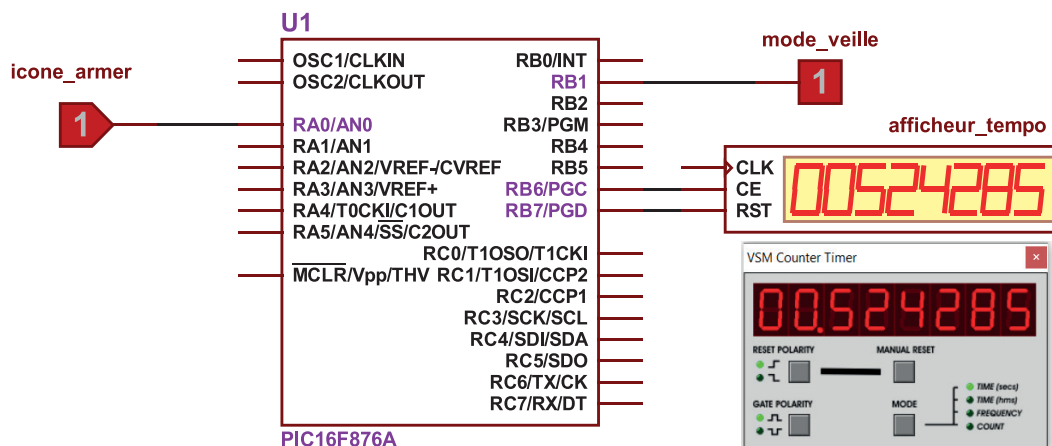 U1
icone_armer
1
OSC1/CLKIN
OSC2/CLKOUT
RA0/AN0
RA1/AN1
RA2/AN2/VREF-/CVREF
RA3/AN3/VREF+
RA4/T0CKI/C1OUT
RA5/AN4/SS/C2OUT
MCLR/Vpp/THV
RB0/INT
RB1
RB2
RB3/PGM
RB4
RB5
RB6/PGC
RB7/PGD
RC0/T1OSO/T1CKI
RC1/T1OSI/CCP2
RC2/CCP1
RC3/SCK/SCL
RC4/SDI/SDA
RC5/SDO
RC6/TX/CK
RC7/RX/DT
PIC16F876A
mode_veille
1
afficheur_tempo
CLK
CE
RST
00524285
VSM Counter Timer
00.524285
RESET POLARITY
MANUAL RESET
GATE POLARITY
MODE
TIME (secs)
TIME (hms)
FREQUENCY
COUNT